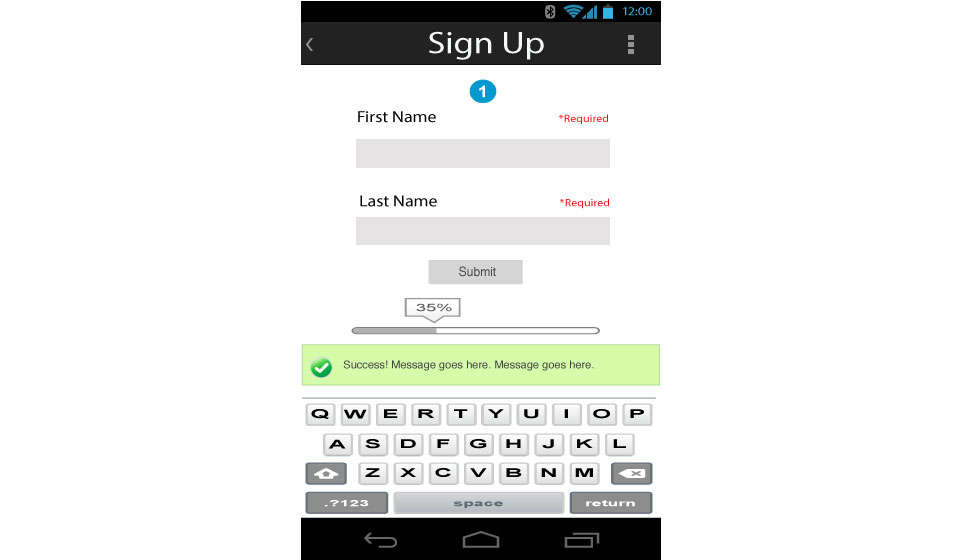 12:00
Sign Up
1
First Name *Required
Last Name *Required
Submit
35%
Success! Message goes here. Message goes here.
Q W E R T Y U I O P
A S D F G H J K L
Z X C V B N M
.?123 space return